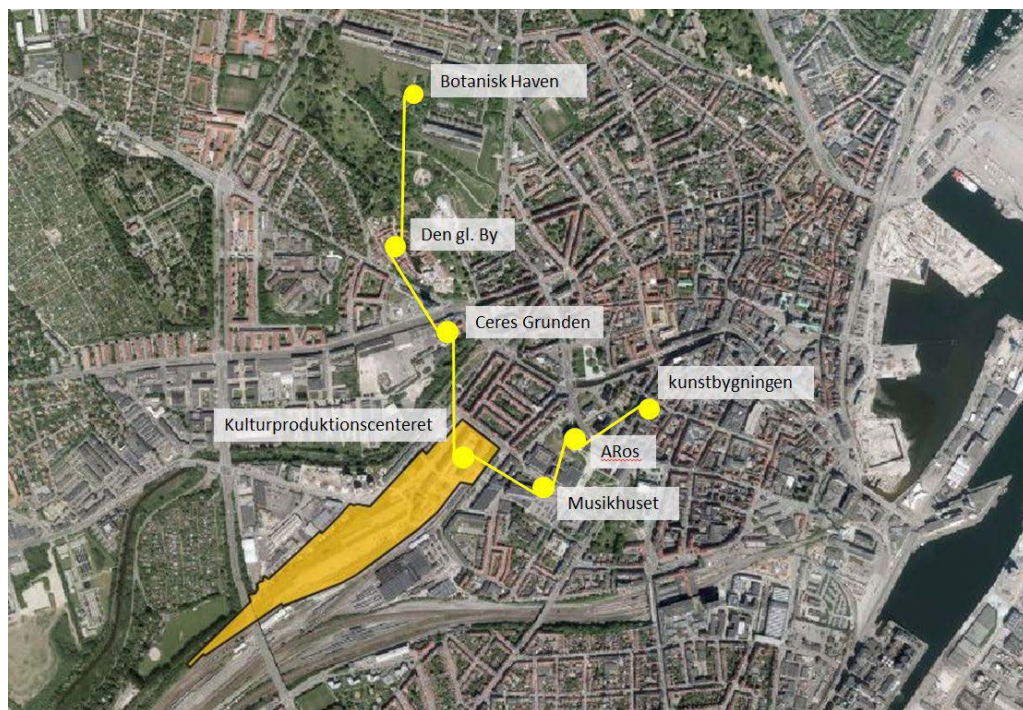 Botanisk Haven
Den gl. By
Ceres Grunden
kunstbygningen
Kulturproduktionscenteret
ARos
Musikhuset